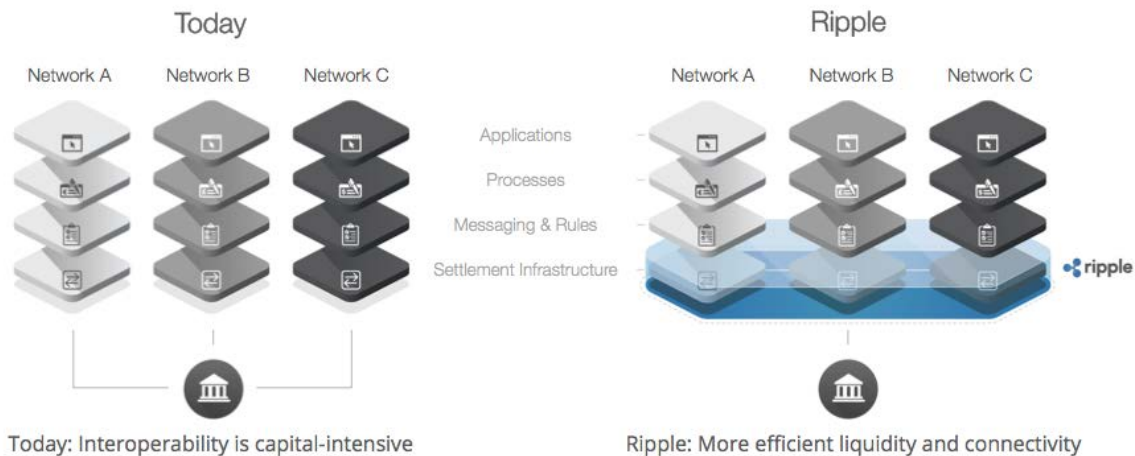 Today
Ripple
Network A
Network B
Network C
Network A
Network B
Network C
Applications
Processes
Messaging & Rules
Settlement Infrastructure
ripple
Today: Interoperability is capital-intensive
Ripple: More efficient liquidity and connectivity